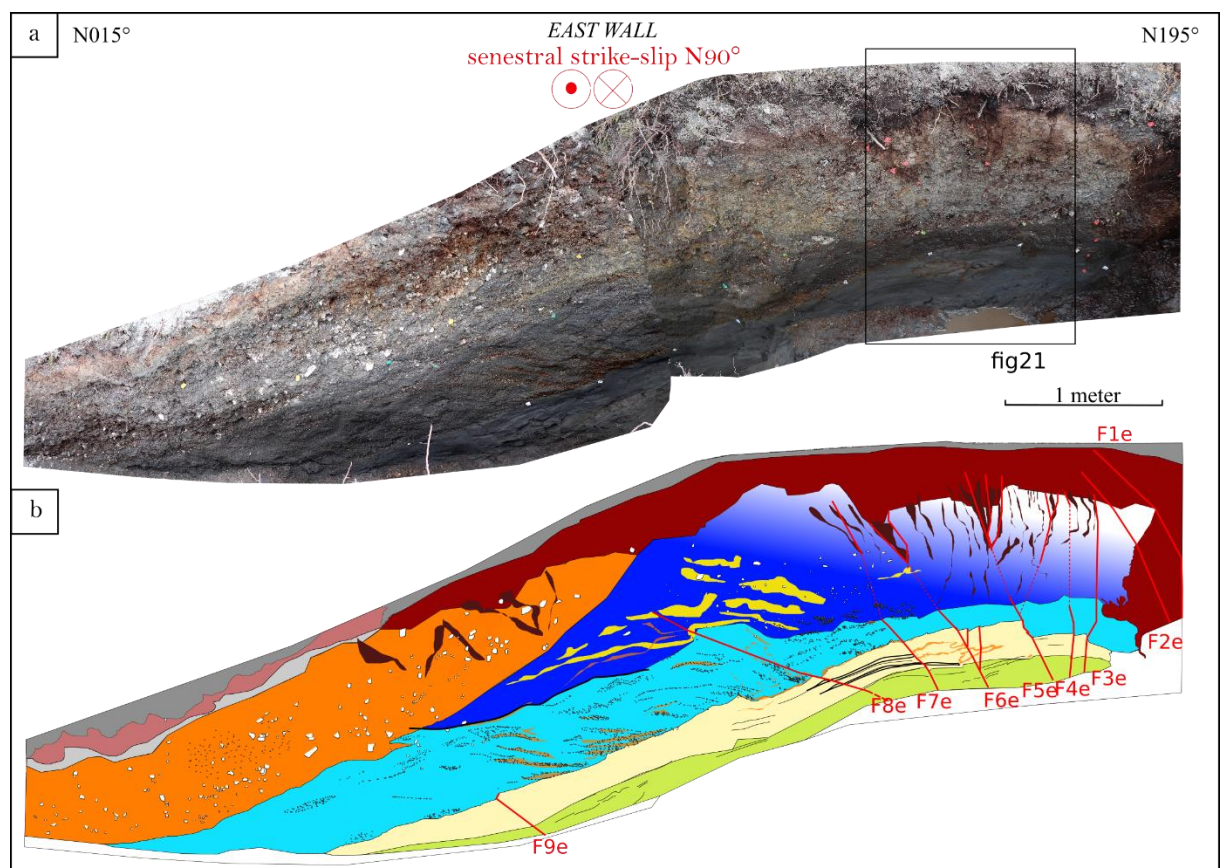 a
N015°
EAST WALL
N195°
senestral strike-slip N90°
fig21
1 meter
F1e
b
F2e
F3e
F4e
F5e
F6e
F7e
F8e
F9e